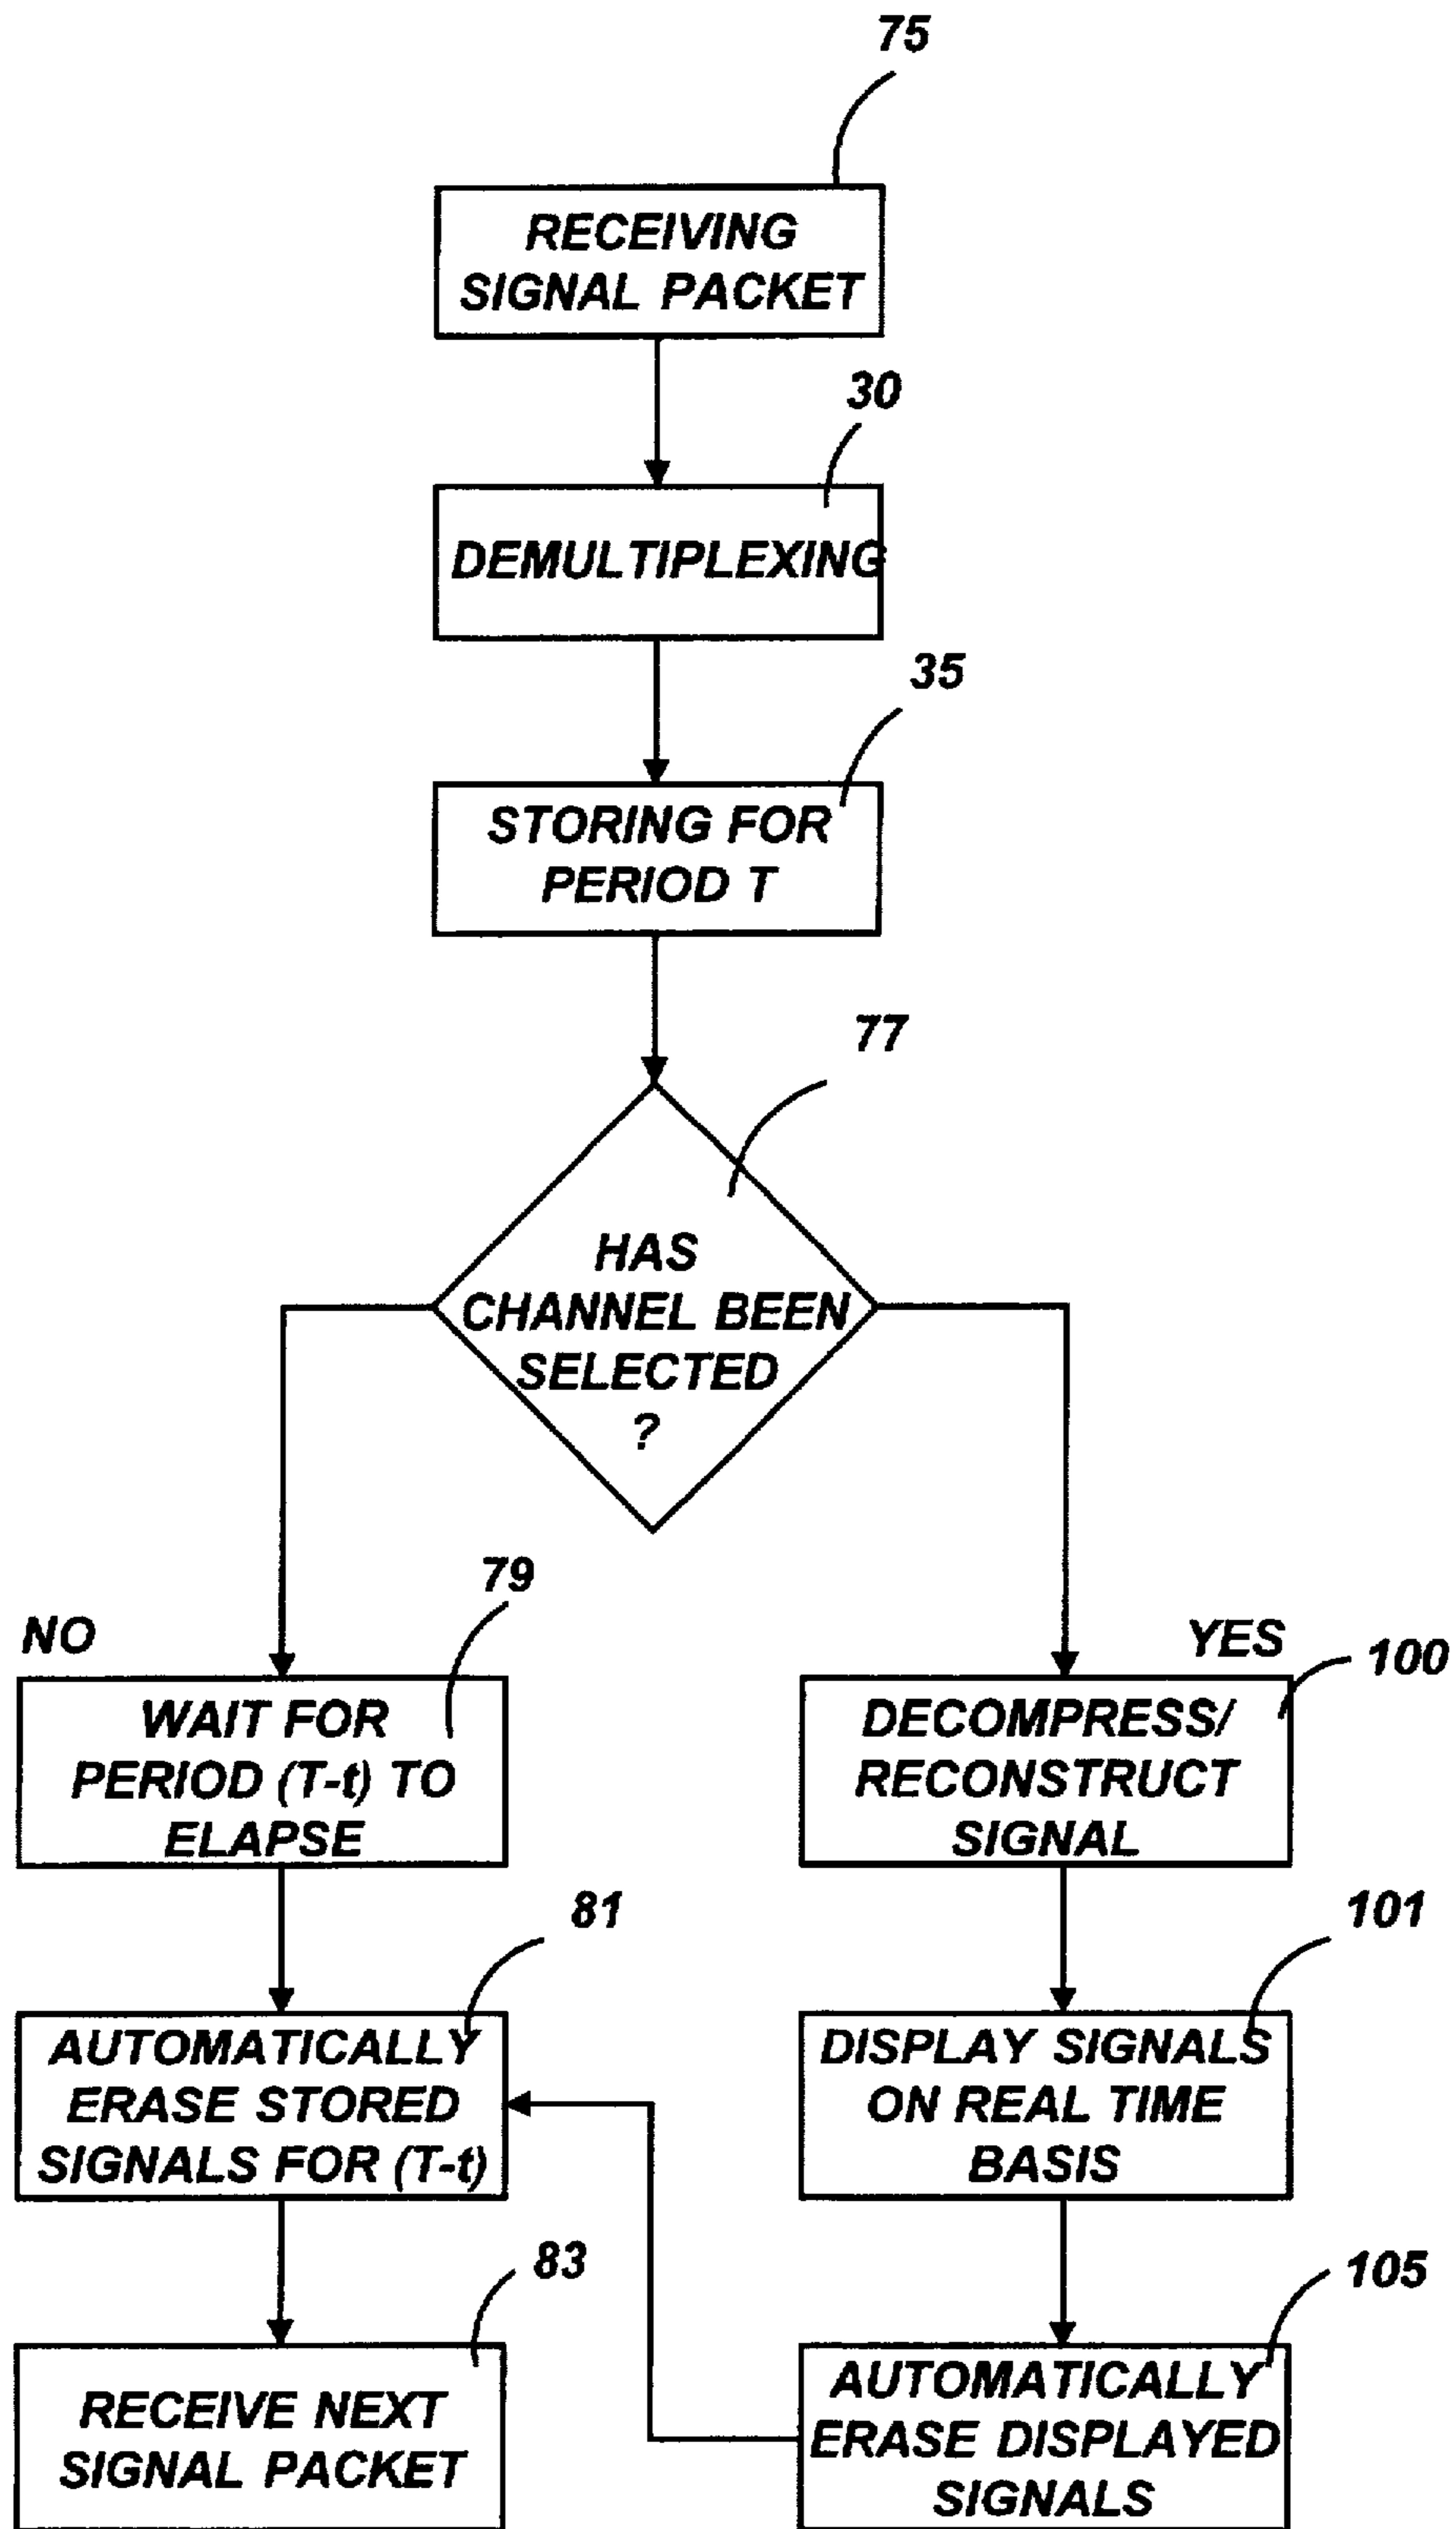 75
RECEIVING
SIGNAL PACKET
30
DEMULTIPLEXING
35
STORING FOR
PERIOD T
77
HAS
CHANNEL BEEN
SELECTED
?
NO
79
WAIT FOR
PERIOD (T-t) TO
ELAPSE
81
AUTOMATICALLY
ERASE STORED
SIGNALS FOR (T-t)
83
RECEIVE NEXT
SIGNAL PACKET
YES
100
DECOMPRESS/
RECONSTRUCT
SIGNAL
101
DISPLAY SIGNALS
ON REAL TIME
BASIS
105
AUTOMATICALLY
ERASE DISPLAYED
SIGNALS